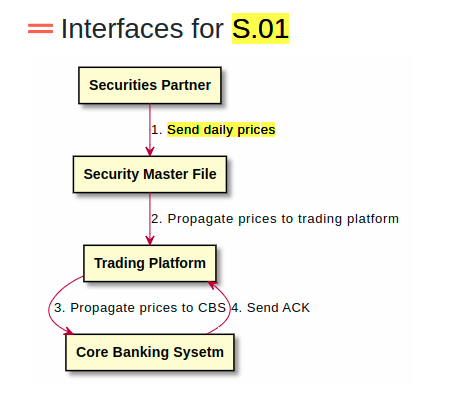 Interfaces for S.01
Securities Partner
1. Send daily prices
Security Master File
2. Propagate prices to trading platform
Trading Platform
3. Propagate prices to CBS
4. Send ACK
Core Banking Sysetm